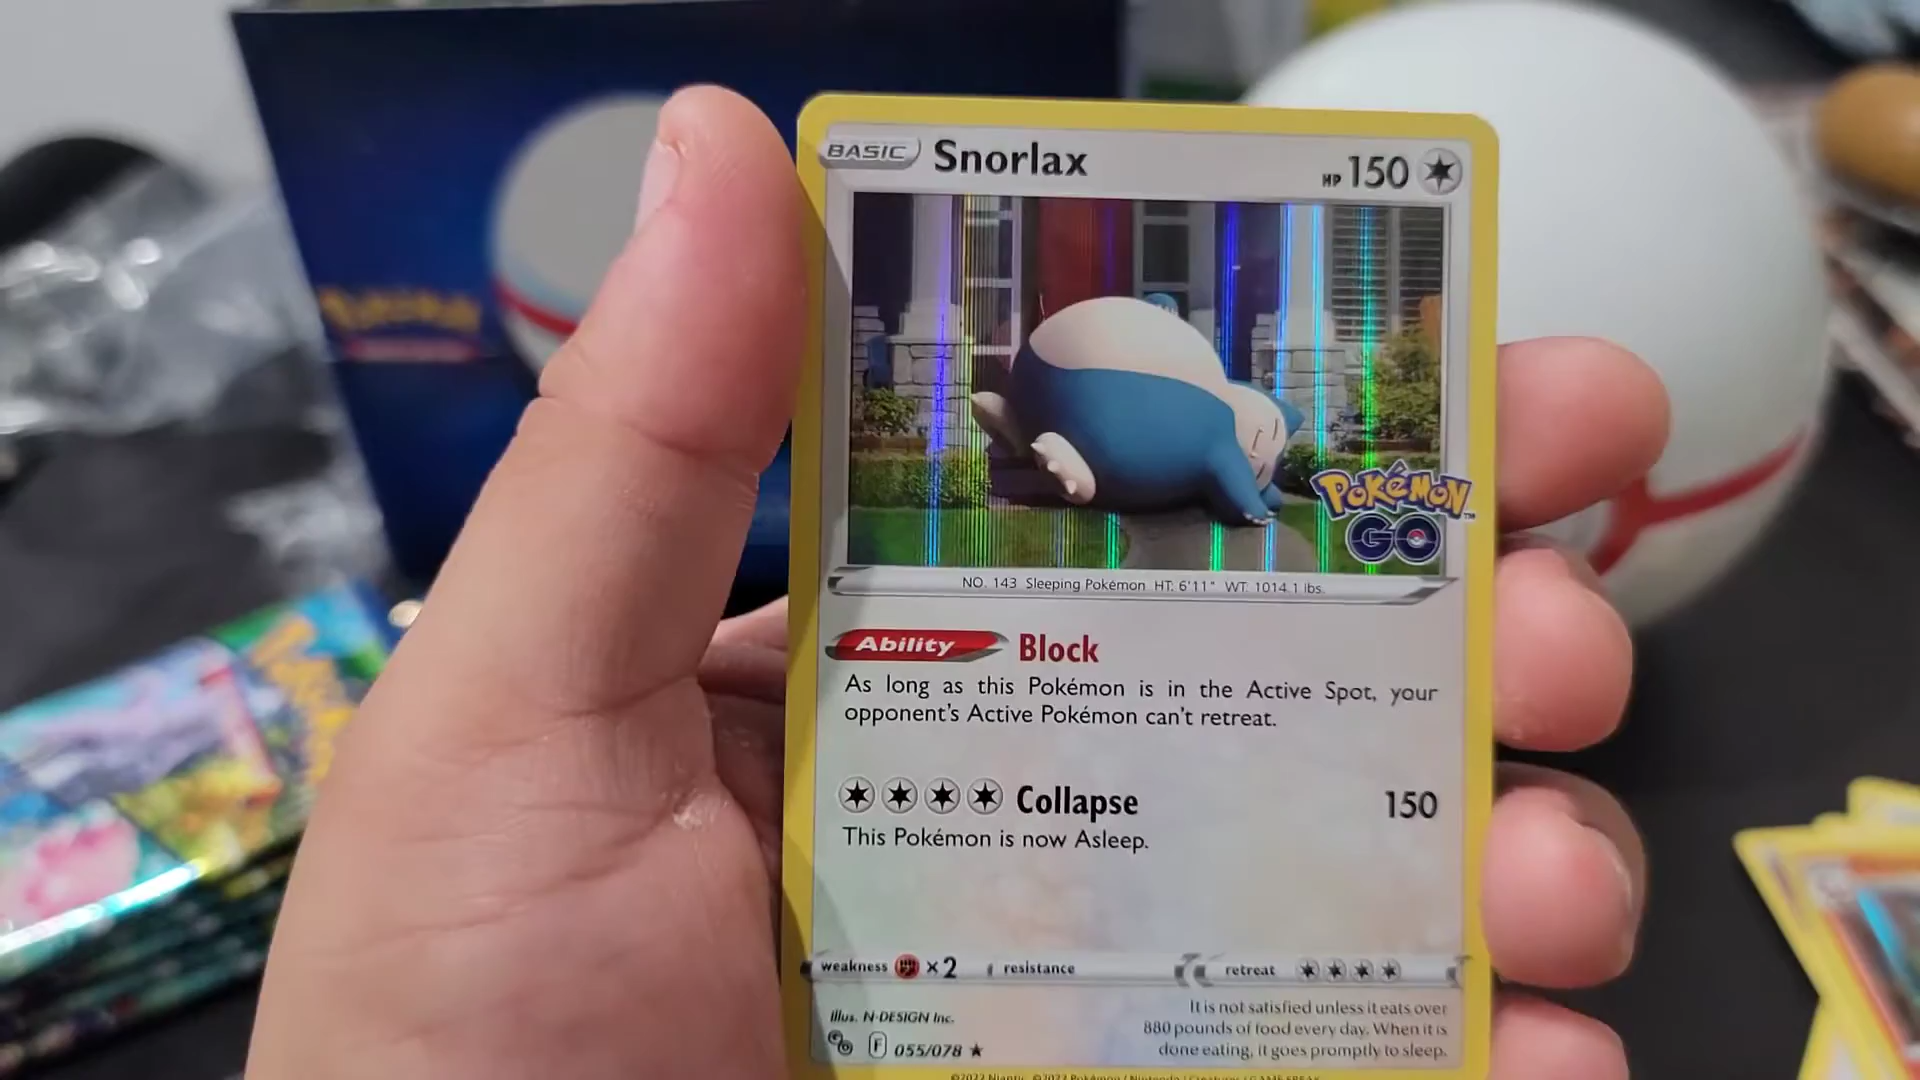 BASIC Snorlax HP 150
POKéMON GO
NO. 143 Sleeping Pokémon HT: 6'11" WT: 1014.1 lbs.
Ability Block
As long as this Pokémon is in the Active Spot, your
opponent's Active Pokémon can't retreat.
Collapse 150
This Pokémon is now Asleep.
weakness ×2 resistance retreat
Illus. N-DESIGN Inc.
F 055/078 ★
It is not satisfied unless it eats over
880 pounds of food every day. When it is
done eating, it goes promptly to sleep.